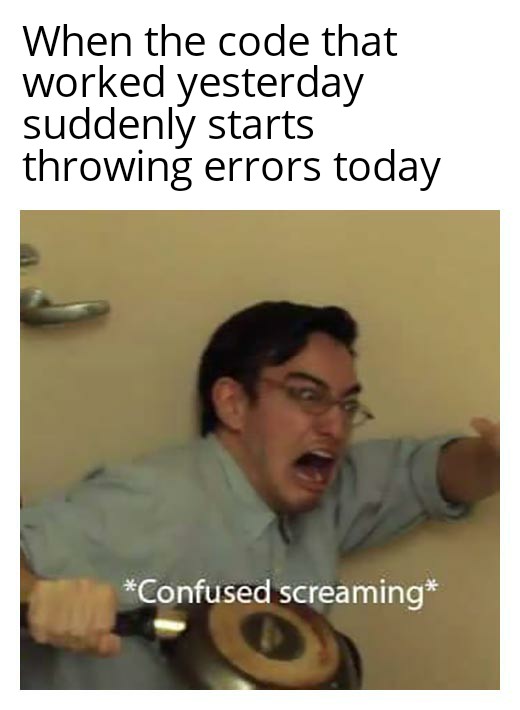 When the code that
worked yesterday
suddenly starts
throwing errors today
*Confused screaming*